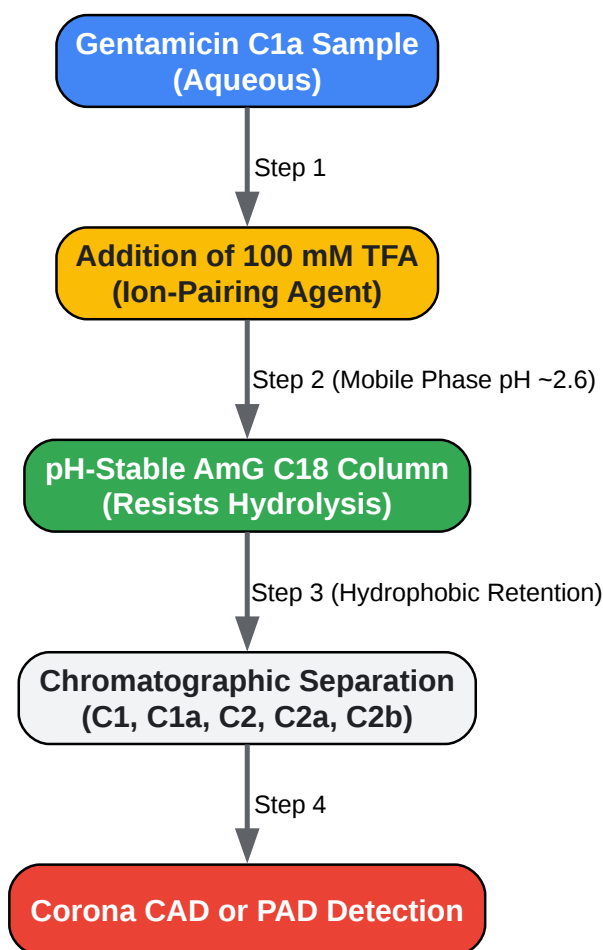 Gentamicin C1a Sample
(Aqueous)
Step 1
Addition of 100 mM TFA
(Ion-Pairing Agent)
Step 2 (Mobile Phase pH ~2.6)
pH-Stable AmG C18 Column
(Resists Hydrolysis)
Step 3 (Hydrophobic Retention)
Chromatographic Separation
(C1, C1a, C2, C2a, C2b)
Step 4
Corona CAD or PAD Detection